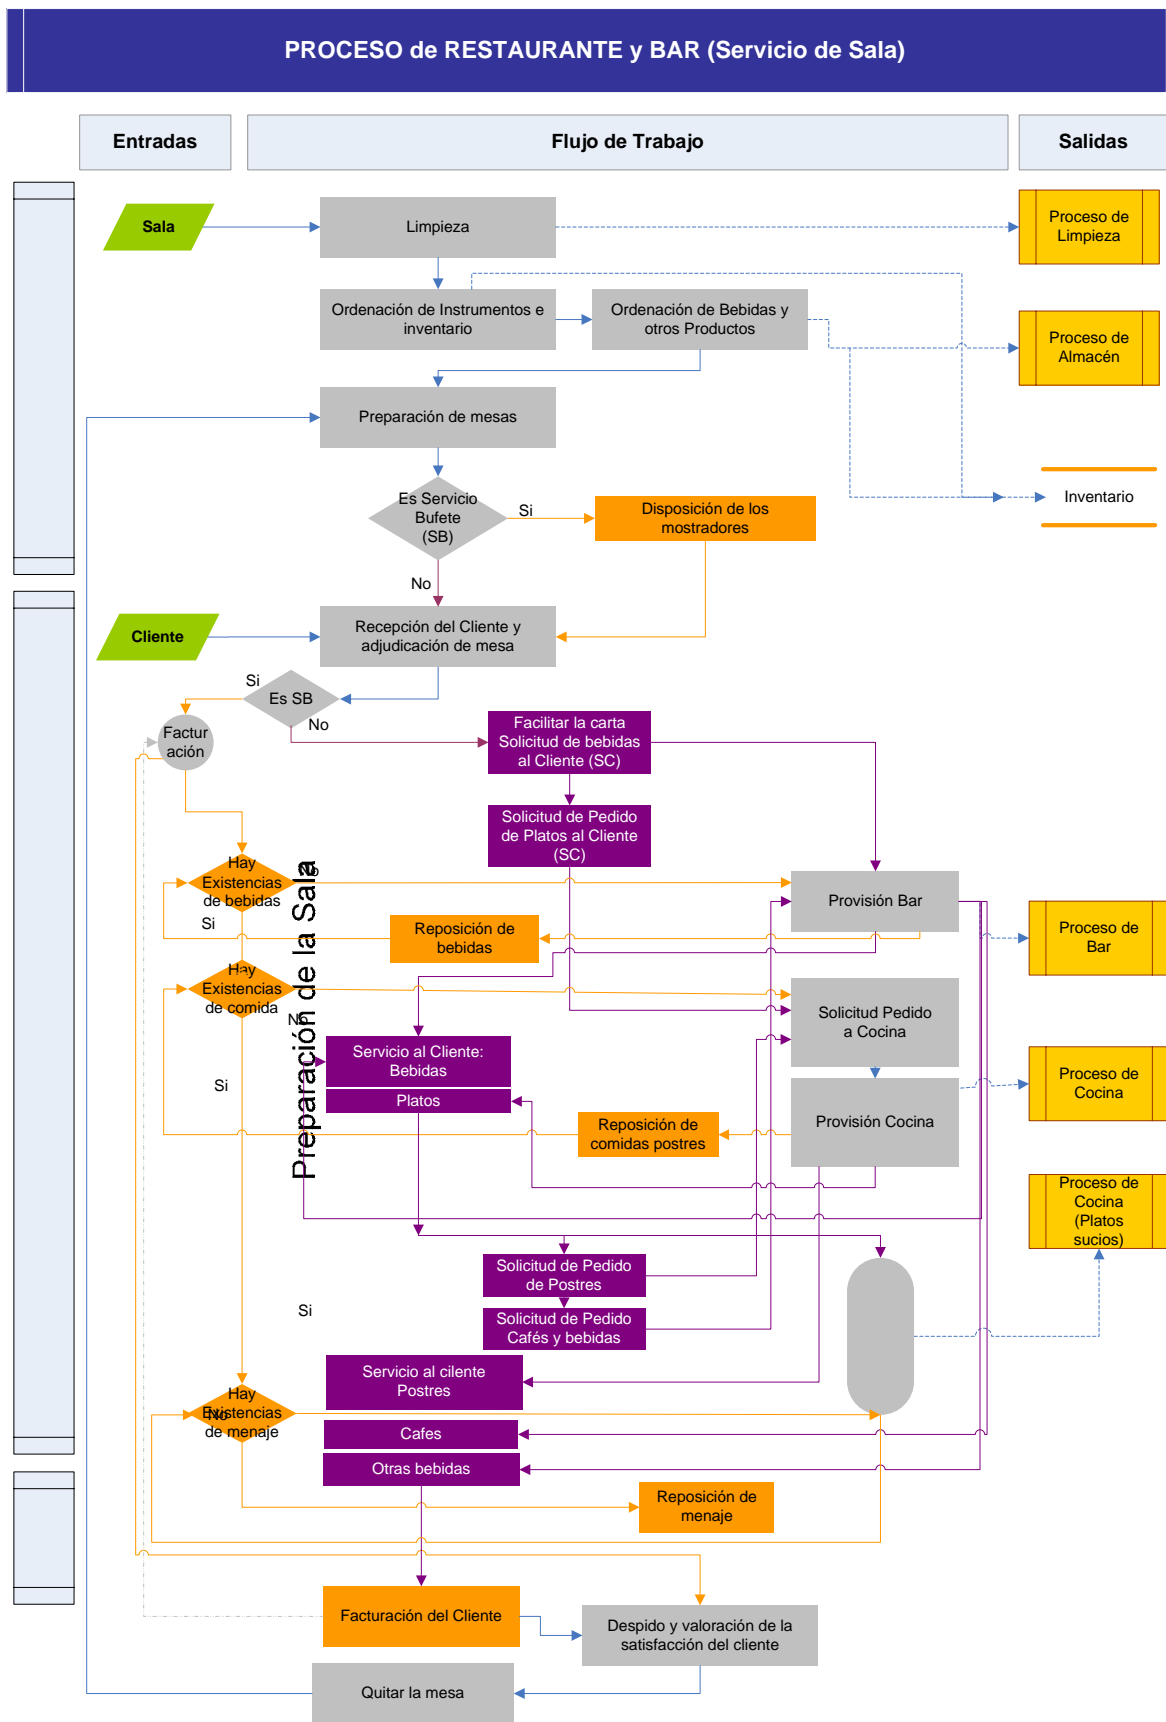 PROCESO de RESTAURANTE y BAR (Servicio de Sala)
Entradas
Flujo de Trabajo
Salidas
Sala
Limpieza
Proceso de
Limpieza
Ordenación de Instrumentos e
inventario
Ordenación de Bebidas y
otros Productos
Proceso de
Almacén
Preparación de mesas
Es Servicio
Bufete
(SB)
Si
Disposición de los
mostradores
Inventario
No
Cliente
Recepción del Cliente y
adjudicación de mesa
Si
Es SB
No
Factur
ación
Facilitar la carta
Solicitud de bebidas
al Cliente (SC)
Solicitud de Pedido
de Platos al Cliente
(SC)
Preparación de la Sala
Hay
Existencias
de bebidas
No
Si
Provisión Bar
Reposición de
bebidas
Proceso de
Bar
Hay
Existencias
de comida
No
Si
Solicitud Pedido
a Cocina
Servicio al Cliente:
Bebidas
Platos
Proceso de
Cocina
Provisión Cocina
Reposición de
comidas postres
Proceso de
Cocina
(Platos
sucios)
Solicitud de Pedido
de Postres
Si
Solicitud de Pedido
Cafés y bebidas
Servicio al cilente
Postres
Hay
Existencias
de menaje
No
Cafes
Otras bebidas
Reposición de
menaje
Facturación del Cliente
Despido y valoración de la
satisfacción del cliente
Quitar la mesa